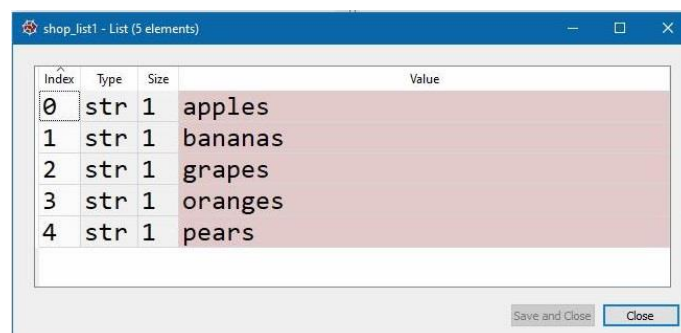 shop_list1 - List (5 elements)
Index Type Size Value
0 str 1 apples
1 str 1 bananas
2 str 1 grapes
3 str 1 oranges
4 str 1 pears
Save and Close Close